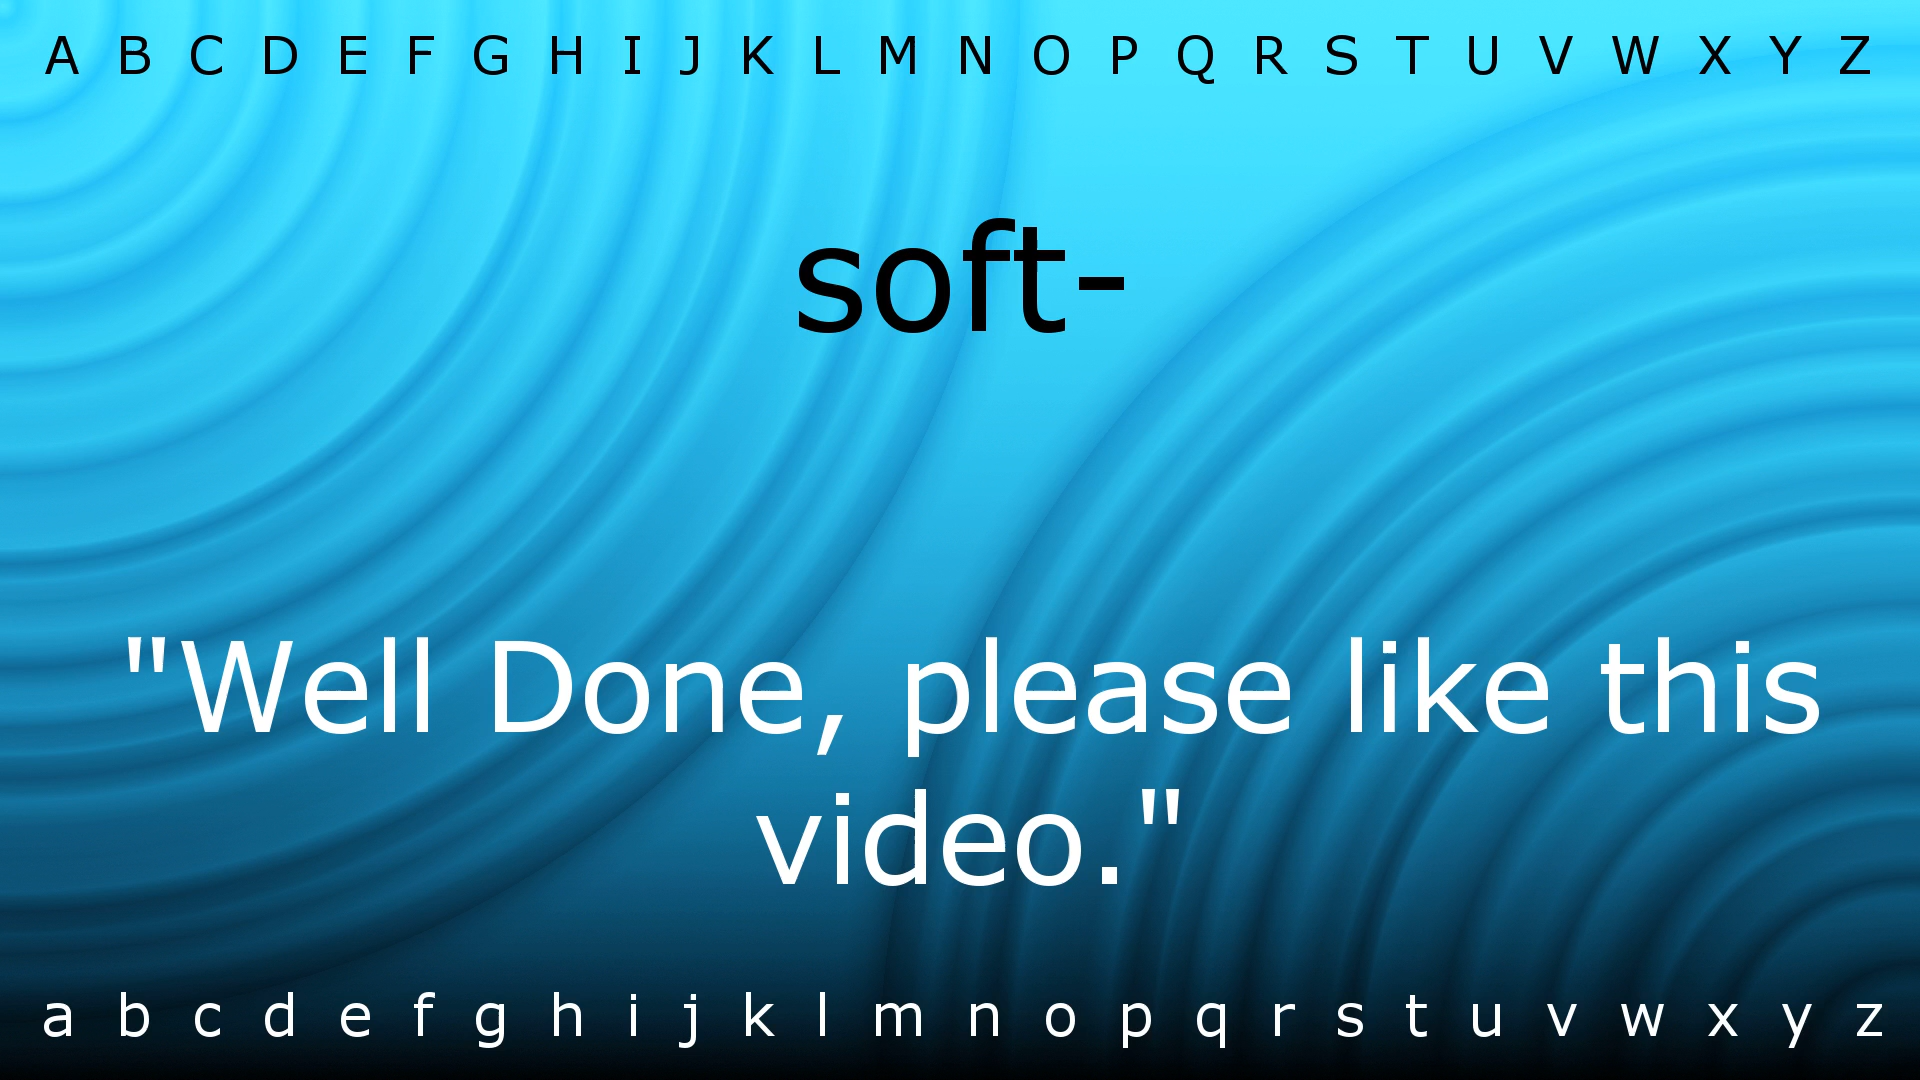 A B C D E F G H I J K L M N O P Q R S T U V W X Y Z
soft-
"Well Done, please like this
video."
a b c d e f g h i j k l m n o p q r s t u v w x y z